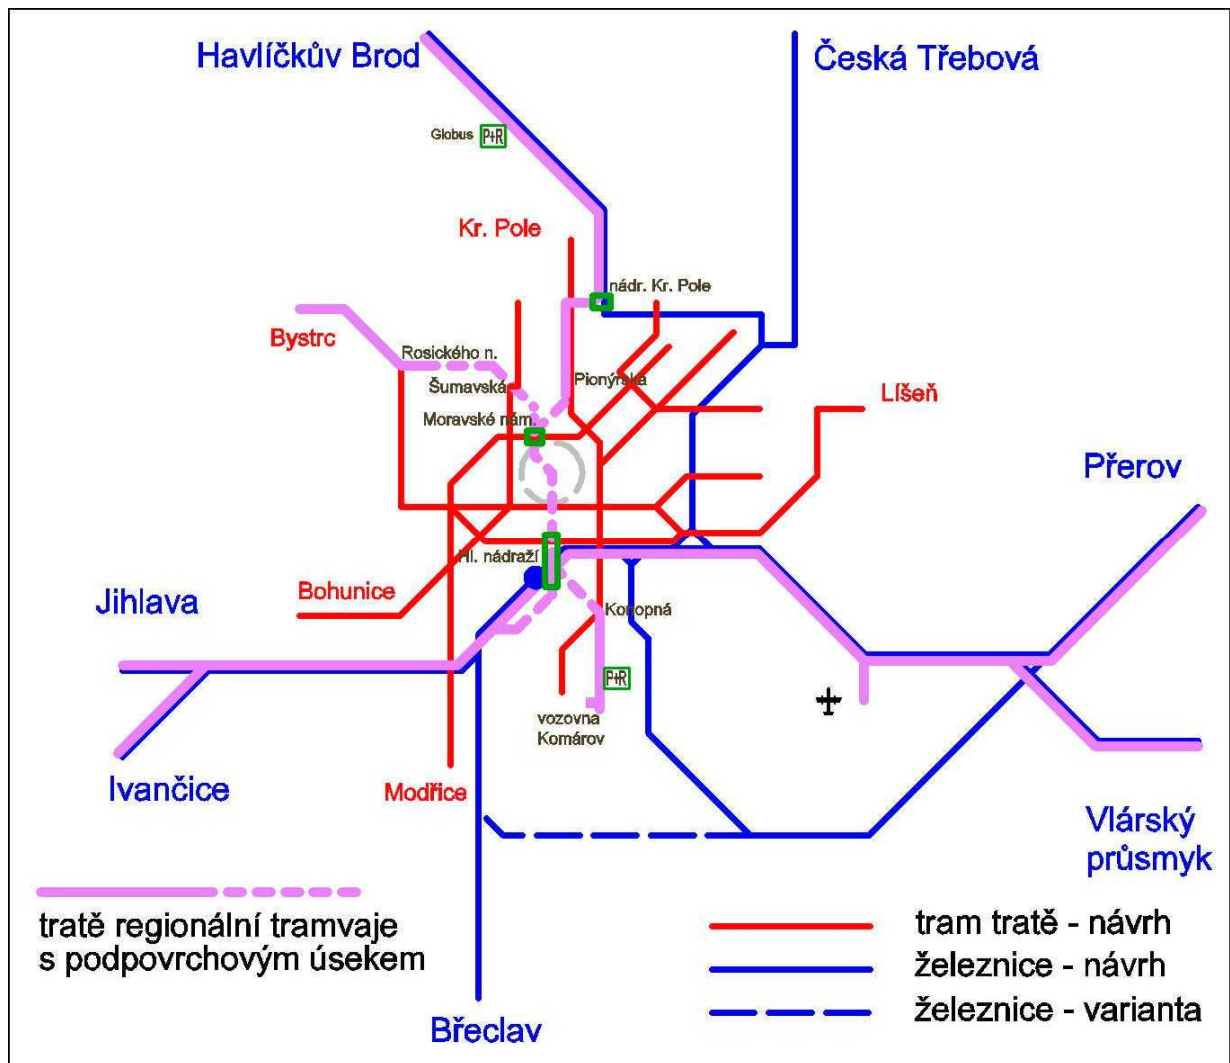 Havlíčkův Brod
Česká Třebová
Globus P+R
Kr. Pole
nádr. Kr. Pole
Bystrc
Rosického n.
Šumavská
Pionýrská
Líšeň
Moravské nám.
Přerov
Hl. nádraží
Jihlava
Bohunice
Konopná
P+R
vozovna
Komárov
Ivančice
Modřice
Vlárský
průsmyk
tratě regionální tramvaje
s podpovrchovým úsekem
tram tratě - návrh
železnice - návrh
železnice - varianta
Břeclav